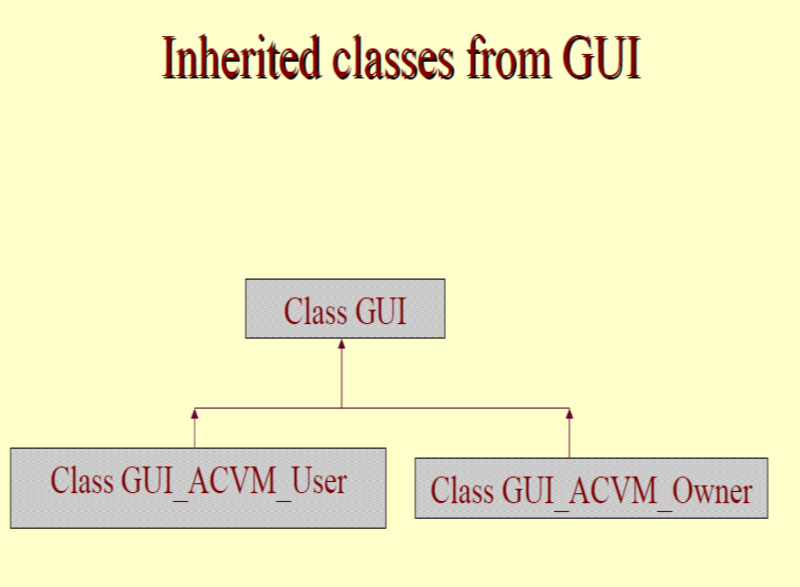 Inherited classes from GUI
Class GUI
Class GUI_ACVM_User
Class GUI_ACVM_Owner